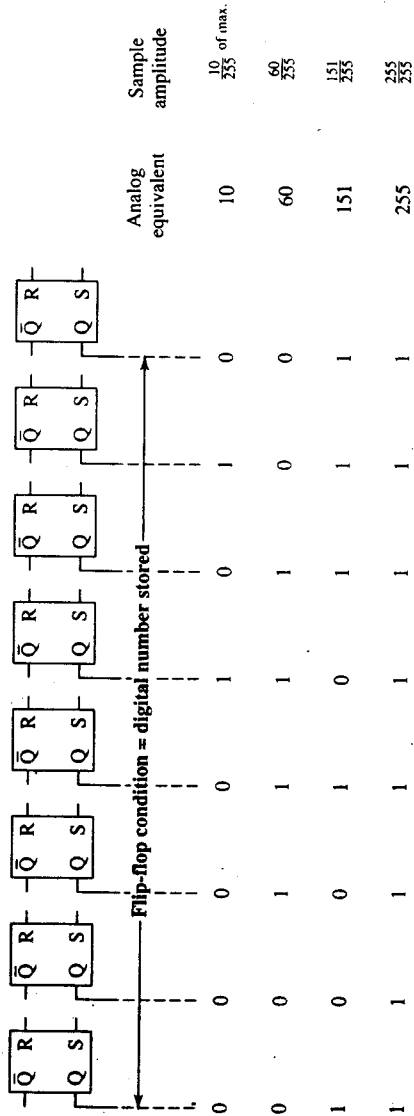 Q̄ R Q̄ R Q̄ R Q̄ R Q̄ R Q̄ R Q̄ R Q̄ R
Q S Q S Q S Q S Q S Q S Q S Q S
Flip-flop condition = digital number stored
Analog
equivalent
Sample
amplitude
0 0 0 0 1 0 1 0 10 10/255 of max.
0 0 1 1 1 1 0 0 60 60/255
1 0 0 1 0 1 1 1 151 151/255
1 1 1 1 1 1 1 1 255 255/255